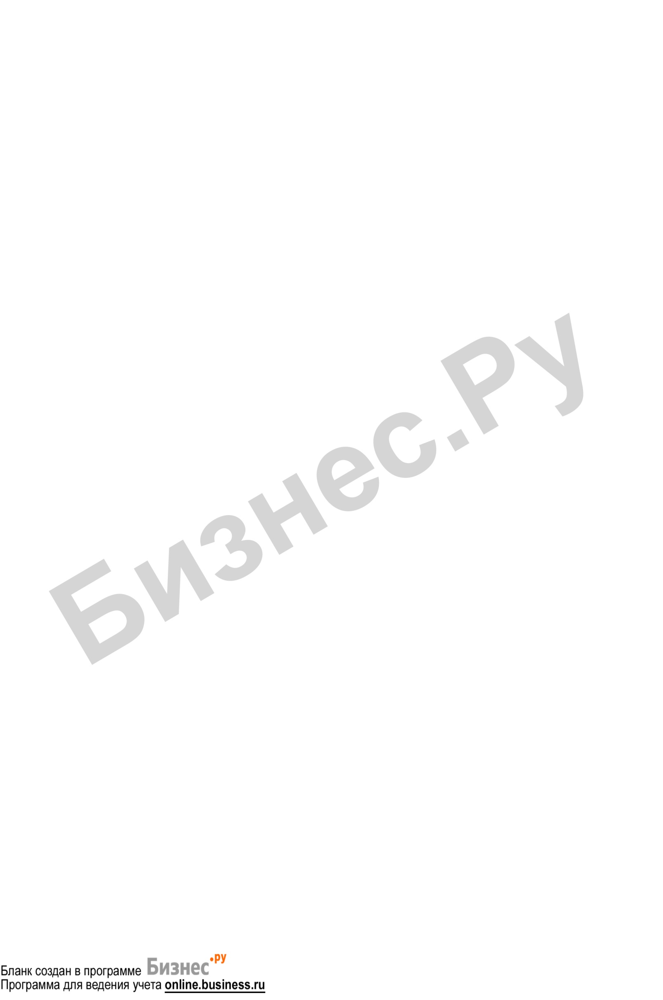 Бизнес.Ру
Бланк создан в программе Бизнес.ру
Программа для ведения учета online.business.ru